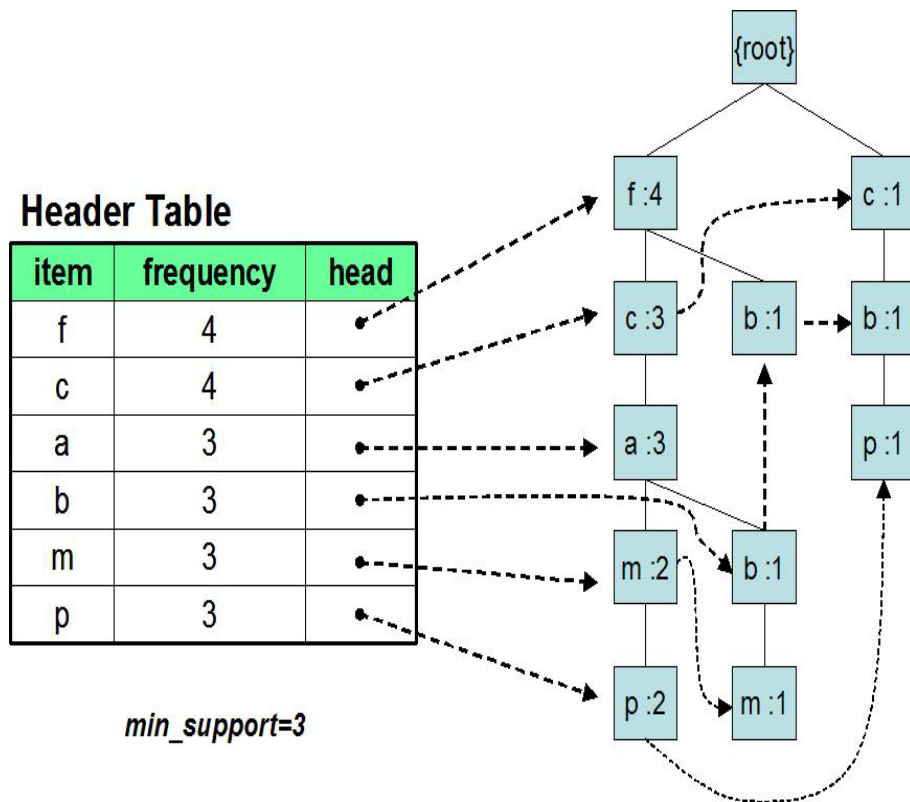 {root}
f :4
c :1
Header Table
item frequency head
f 4
c 4
a 3
b 3
m 3
p 3
c :3
b :1
b :1
a :3
p :1
m :2
b :1
p :2
m :1
min_support=3